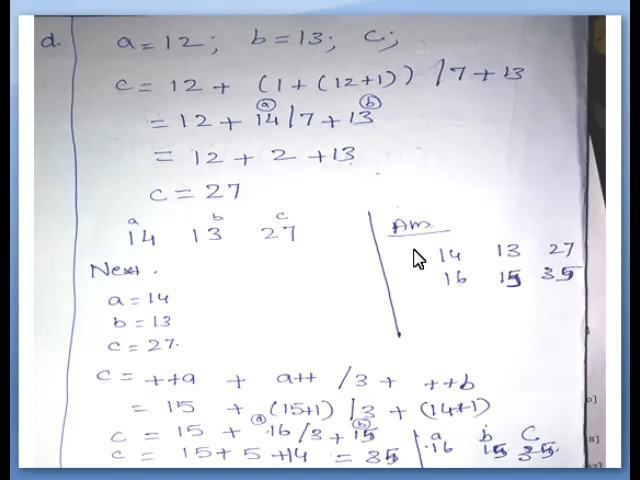 d.
a=12; b=13; c;
c= 12 + (1+(12+1)) /7+13
= 12+ 14 /7 + 13
a b
= 12 + 2 + 13
c = 27
a b c
14 13 27
Next.
a = 14
b = 13
c = 27.
c = ++a + a++ /3 + ++b
= 15 + (15+1) /3 + (14+1)
c = 15 + 16 /3 + 15
a b
c = 15 + 5 + 14 = 35
Ans
14 13 27
16 15 35
a b c
16 15 35